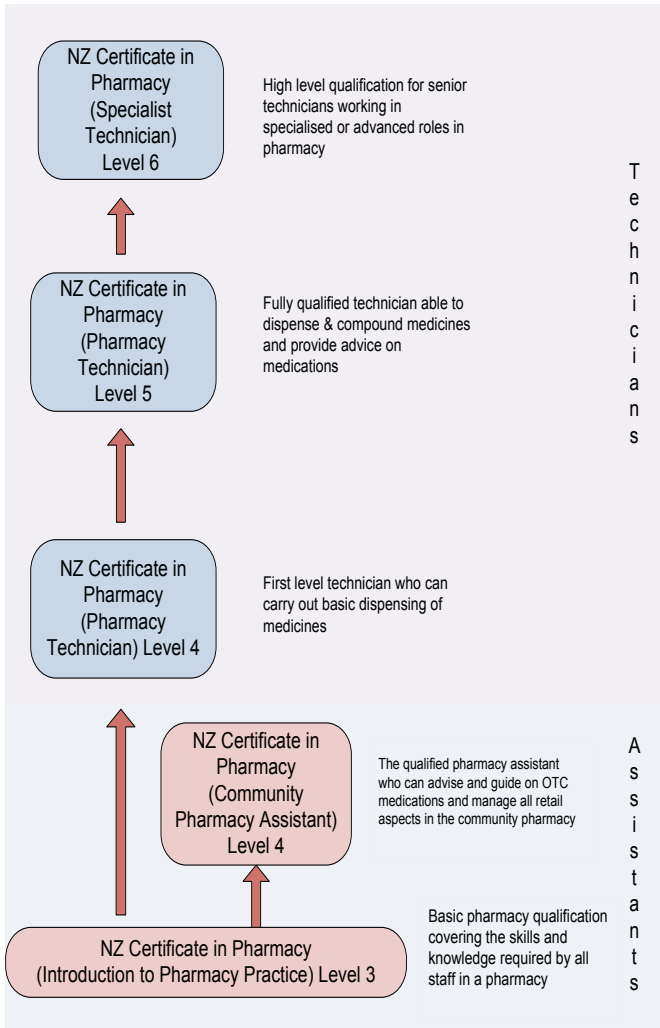 NZ Certificate in
Pharmacy
(Specialist
Technician)
Level 6
High level qualification for senior
technicians working in
specialised or advanced roles in
pharmacy
Technicians
NZ Certificate in
Pharmacy
(Pharmacy
Technician)
Level 5
Fully qualified technician able to
dispense & compound medicines
and provide advice on
medications
NZ Certificate in
Pharmacy
(Pharmacy
Technician) Level 4
First level technician who can
carry out basic dispensing of
medicines
NZ Certificate in
Pharmacy
(Community
Pharmacy Assistant)
Level 4
The qualified pharmacy assistant
who can advise and guide on OTC
medications and manage all retail
aspects in the community pharmacy
Assistants
NZ Certificate in Pharmacy
(Introduction to Pharmacy Practice) Level 3
Basic pharmacy qualification
covering the skills and
knowledge required by all
staff in a pharmacy